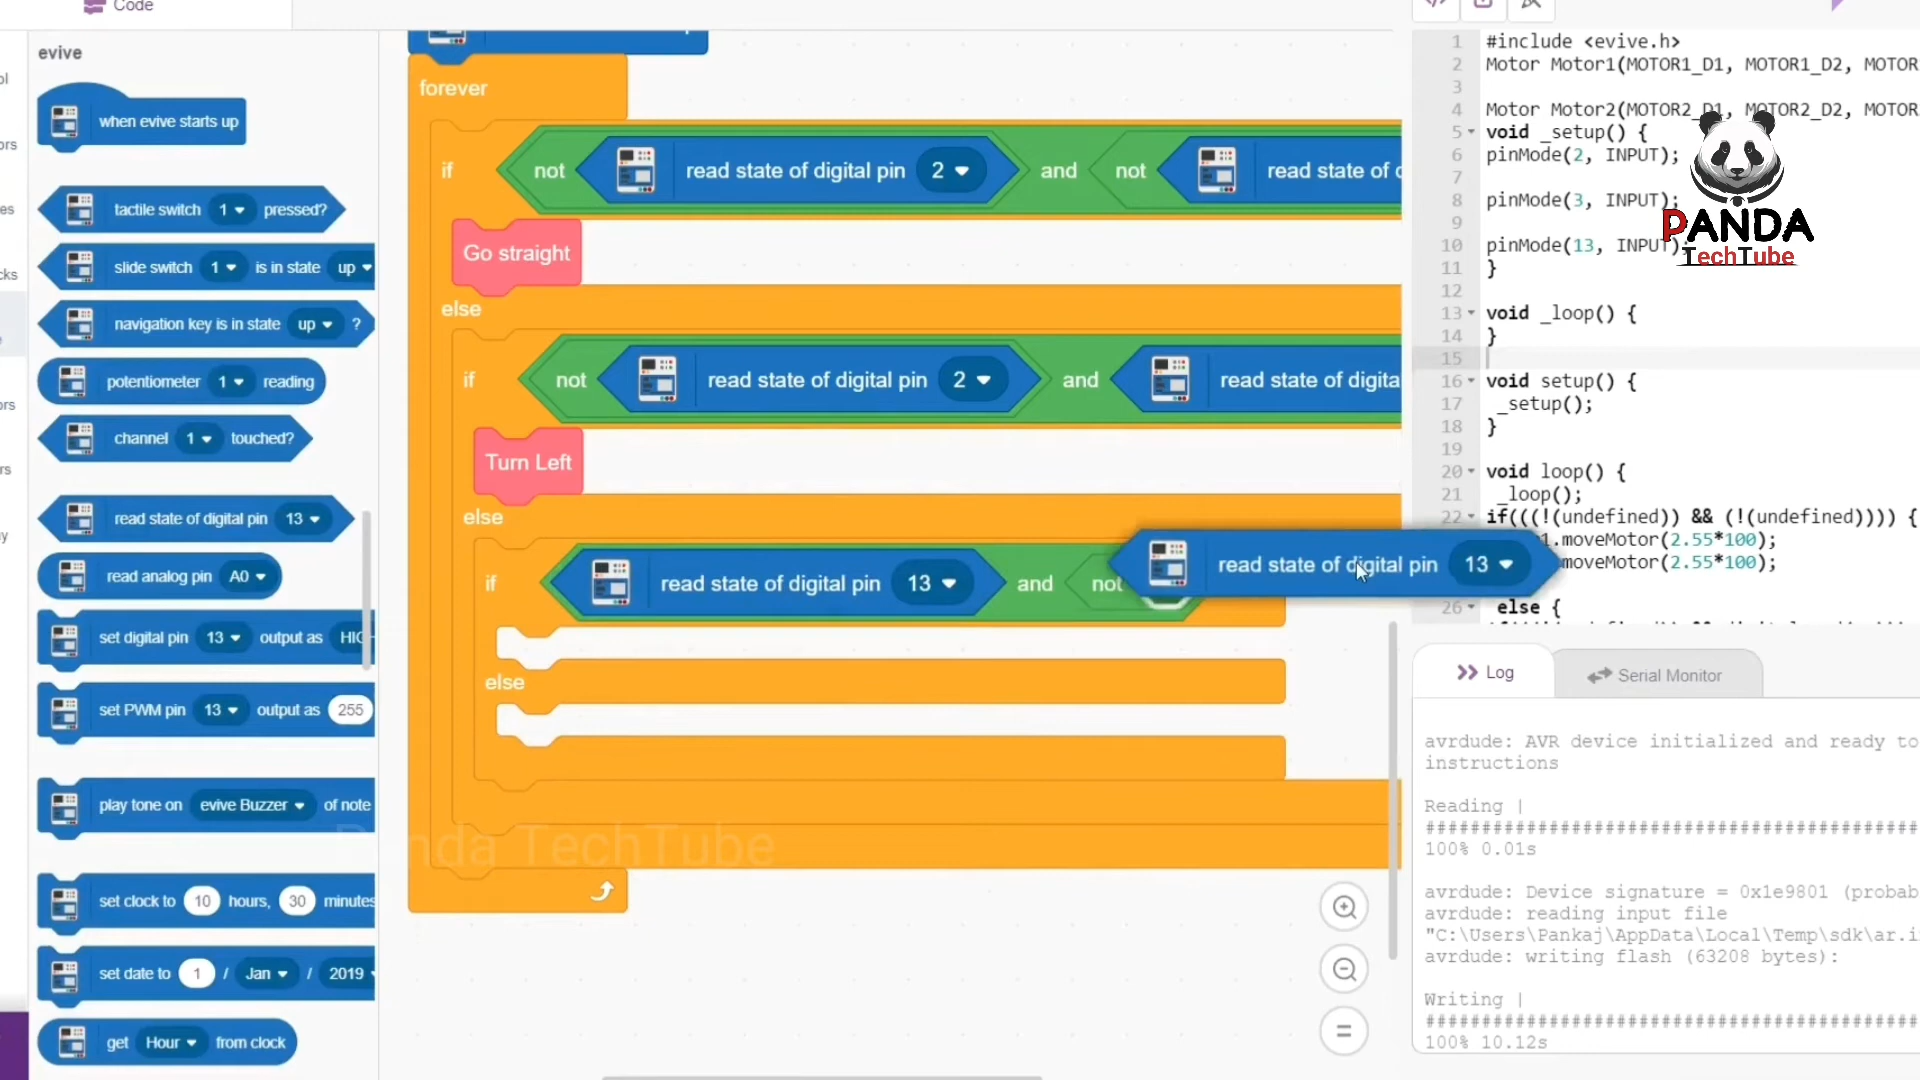 Code
evive
when evive starts up
tactile switch 1 pressed?
slide switch 1 is in state up
navigation key is in state up ?
potentiometer 1 reading
channel 1 touched?
read state of digital pin 13
read analog pin A0
set digital pin 13 output as
set PWM pin 13 output as 255
play tone on evive Buzzer of note
set clock to 10 hours, 30 minutes
set date to 1 / Jan / 2019
get Hour from clock
forever
if not read state of digital pin 2 and not read state of
Go straight
else
if not read state of digital pin 2 and read state of
Turn Left
else
if read state of digital pin 13 and not
read state of digital pin 13
else
1 #include <evive.h>
2 Motor Motor1(MOTOR1_D1, MOTOR1_D2, MOTOR
3
4 Motor Motor2(MOTOR2_D1, MOTOR2_D2, MOTOR
5 void _setup() {
6 pinMode(2, INPUT);
7
8 pinMode(3, INPUT);
9
10 pinMode(13, INPUT);
11 }
12
13 void _loop() {
14 }
15
16 void setup() {
17 _setup();
18 }
19
20 void loop() {
21 _loop();
22 if(((!(undefined)) && (!(undefined)))) {
1.moveMotor(2.55*100);
moveMotor(2.55*100);
26 else {
PANDA
TechTube
Log
Serial Monitor
avrdude: AVR device initialized and ready to
instructions
Reading |
############################################
100% 0.01s
avrdude: Device signature = 0x1e9801 (probab
avrdude: reading input file
"C:\Users\Pankaj\AppData\Local\Temp\sdk\ar.i
avrdude: writing flash (63208 bytes):
Writing |
############################################
100% 10.12s
Panda TechTube